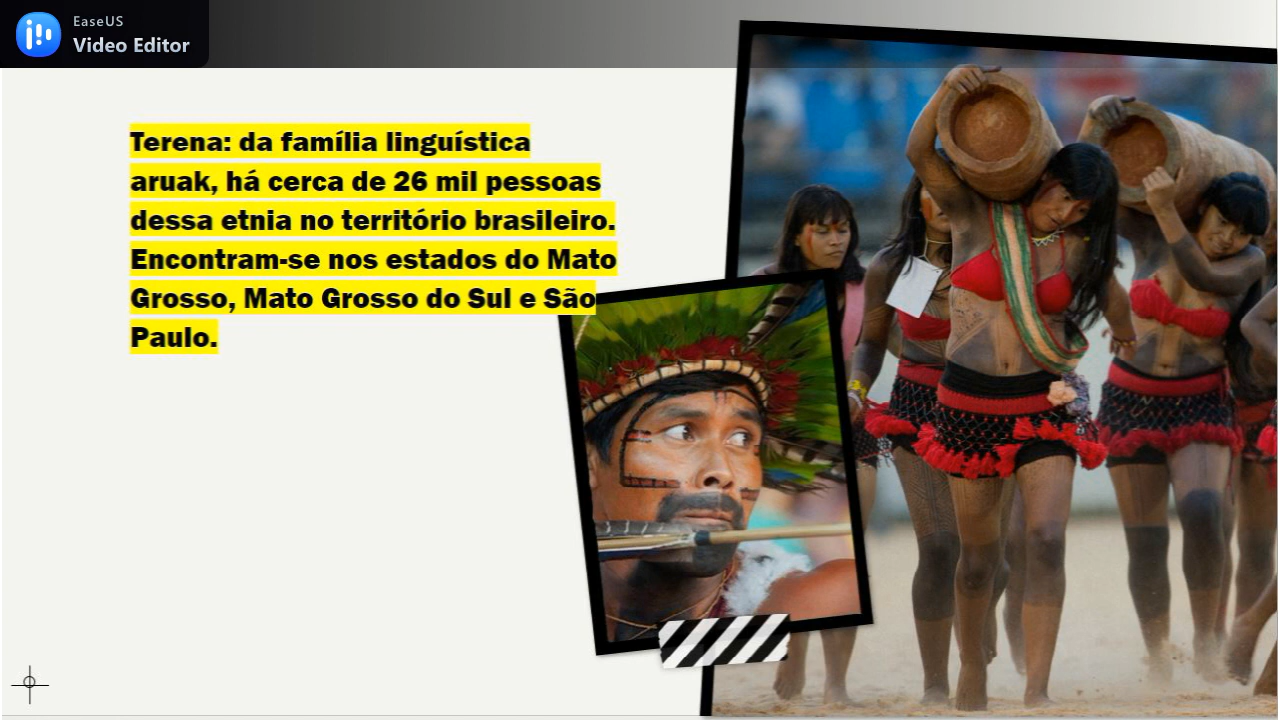 EaseUS
Video Editor
Terena: da família linguística
aruak, há cerca de 26 mil pessoas
dessa etnia no território brasileiro.
Encontram-se nos estados do Mato
Grosso, Mato Grosso do Sul e São
Paulo.